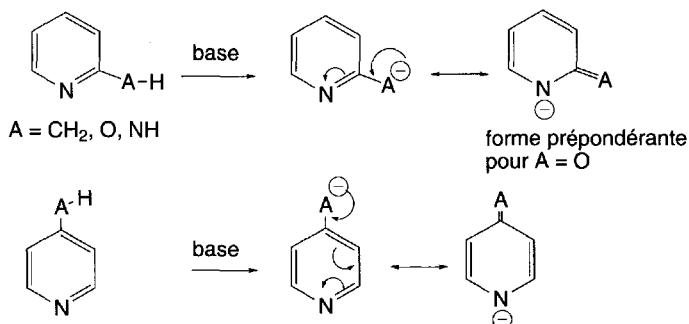 base
N
A-H
N
A
⊖
N
⊖
A
A = CH₂, O, NH
forme prépondérante
pour A = O
A-H
base
N
A
⊖
N
A
N
⊖